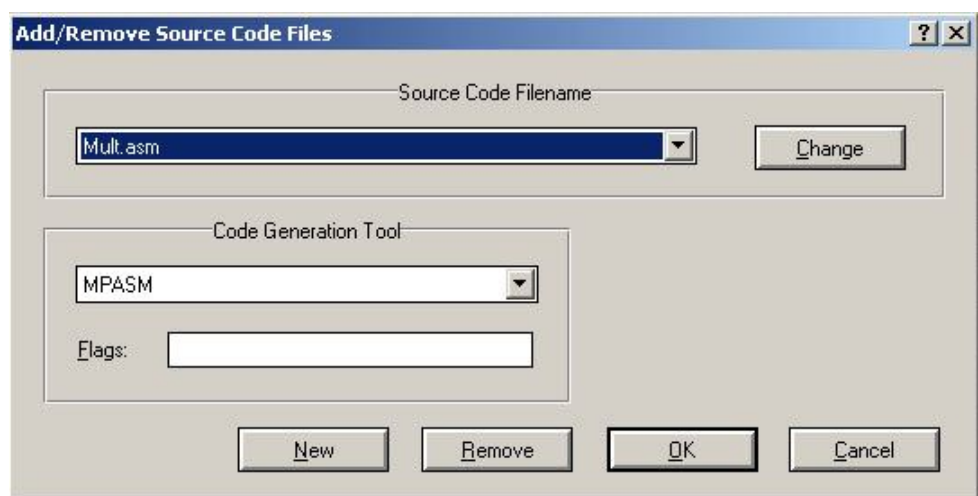 Add/Remove Source Code Files
Source Code Filename
Mult.asm
Change
Code Generation Tool
MPASM
Flags:
New Remove OK Cancel